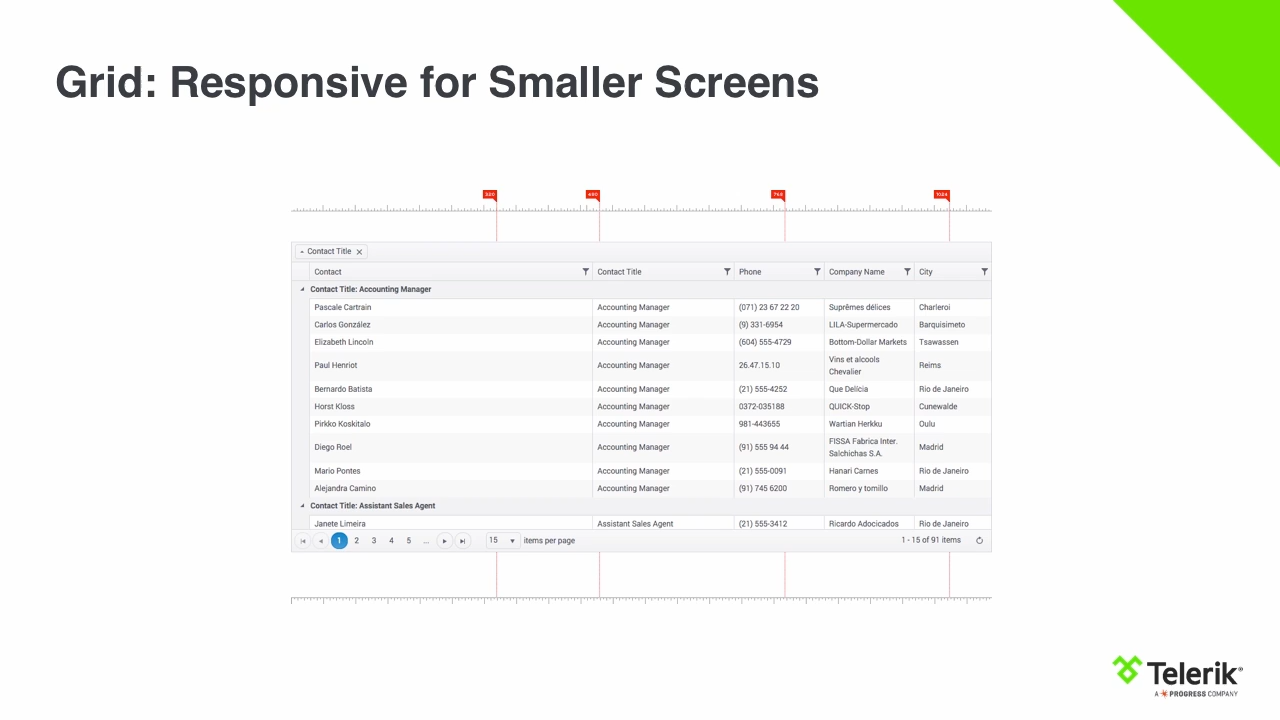 Grid: Responsive for Smaller Screens
320 480 768 1024
Contact Title
Contact Contact Title Phone Company Name City
Contact Title: Accounting Manager
Pascale Cartrain Accounting Manager (071) 23 67 22 20 Suprêmes délices Charleroi
Carlos González Accounting Manager (9) 331-6954 LILA-Supermercado Barquisimeto
Elizabeth Lincoln Accounting Manager (604) 555-4729 Bottom-Dollar Markets Tsawassen
Paul Henriot Accounting Manager 26.47.15.10 Vins et alcools Chevalier Reims
Bernardo Batista Accounting Manager (21) 555-4252 Que Delícia Rio de Janeiro
Horst Kloss Accounting Manager 0372-035188 QUICK-Stop Cunewalde
Pirkko Koskitalo Accounting Manager 981-443655 Wartian Herkku Oulu
Diego Roel Accounting Manager (91) 555 94 44 FISSA Fabrica Inter. Salchichas S.A. Madrid
Mario Pontes Accounting Manager (21) 555-0091 Hanari Carnes Rio de Janeiro
Alejandra Camino Accounting Manager (91) 745 6200 Romero y tomillo Madrid
Contact Title: Assistant Sales Agent
Janete Limeira Assistant Sales Agent (21) 555-3412 Ricardo Adocicados Rio de Janeiro
1 2 3 4 5 ... 15 items per page 1 - 15 of 91 items
Telerik®
A PROGRESS COMPANY